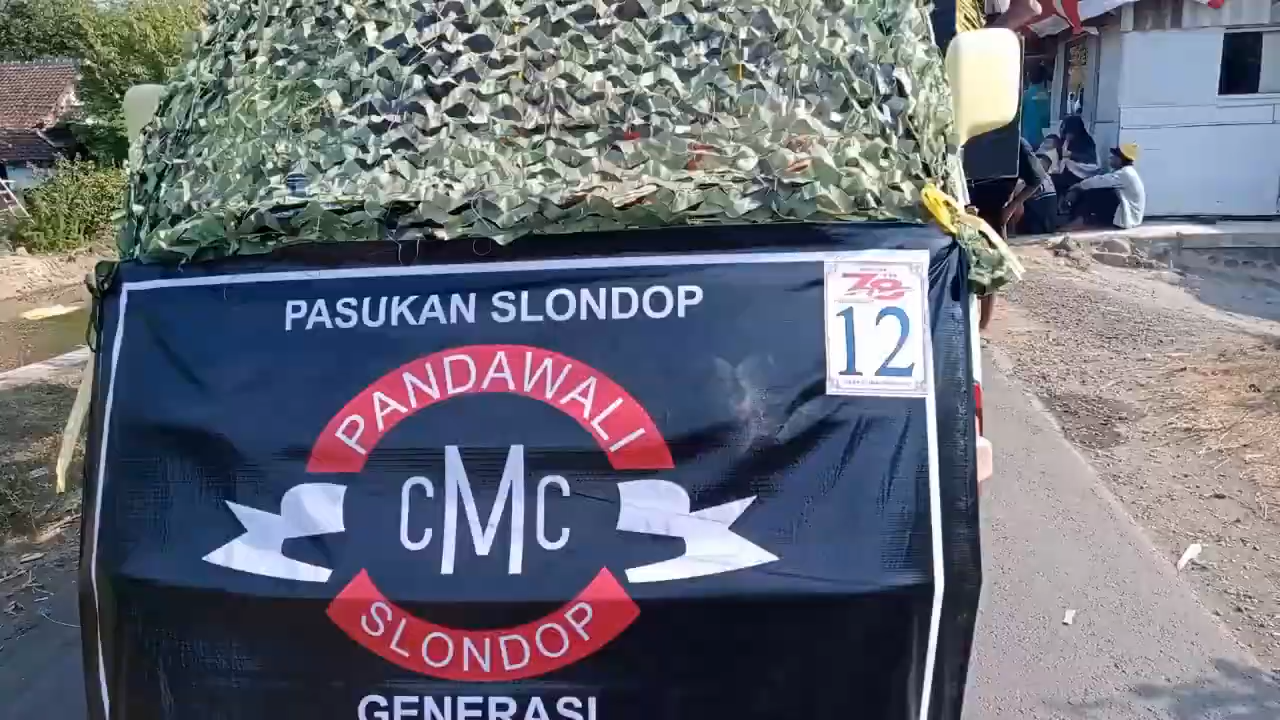 PASUKAN SLONDOP
12
PANDAWALI
CMC
SLONDOP
GENERASI